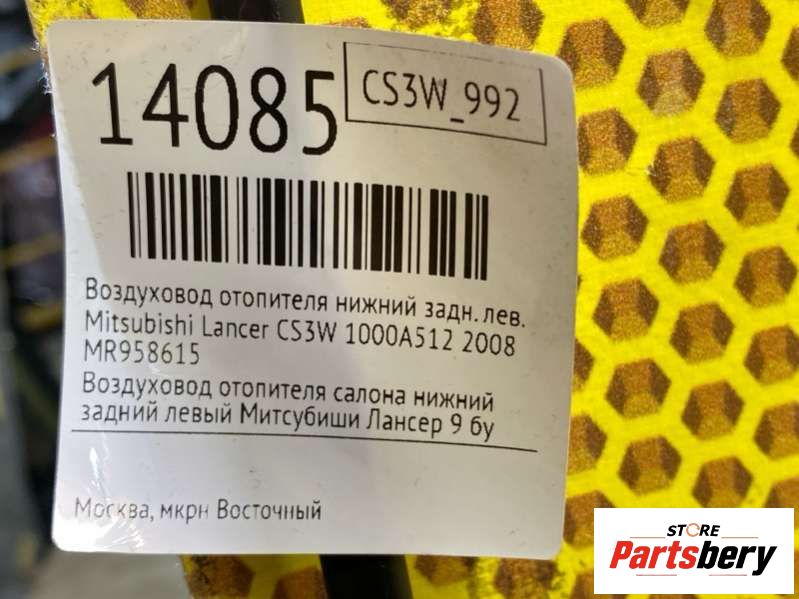 14085
CS3W_992
Воздуховод отопителя нижний задн. лев.
Mitsubishi Lancer CS3W 1000A512 2008
MR958615
Воздуховод отопителя салона нижний
задний левый Митсубиши Лансер 9 бу
Москва, мкрн Восточный
STORE
Partsbery